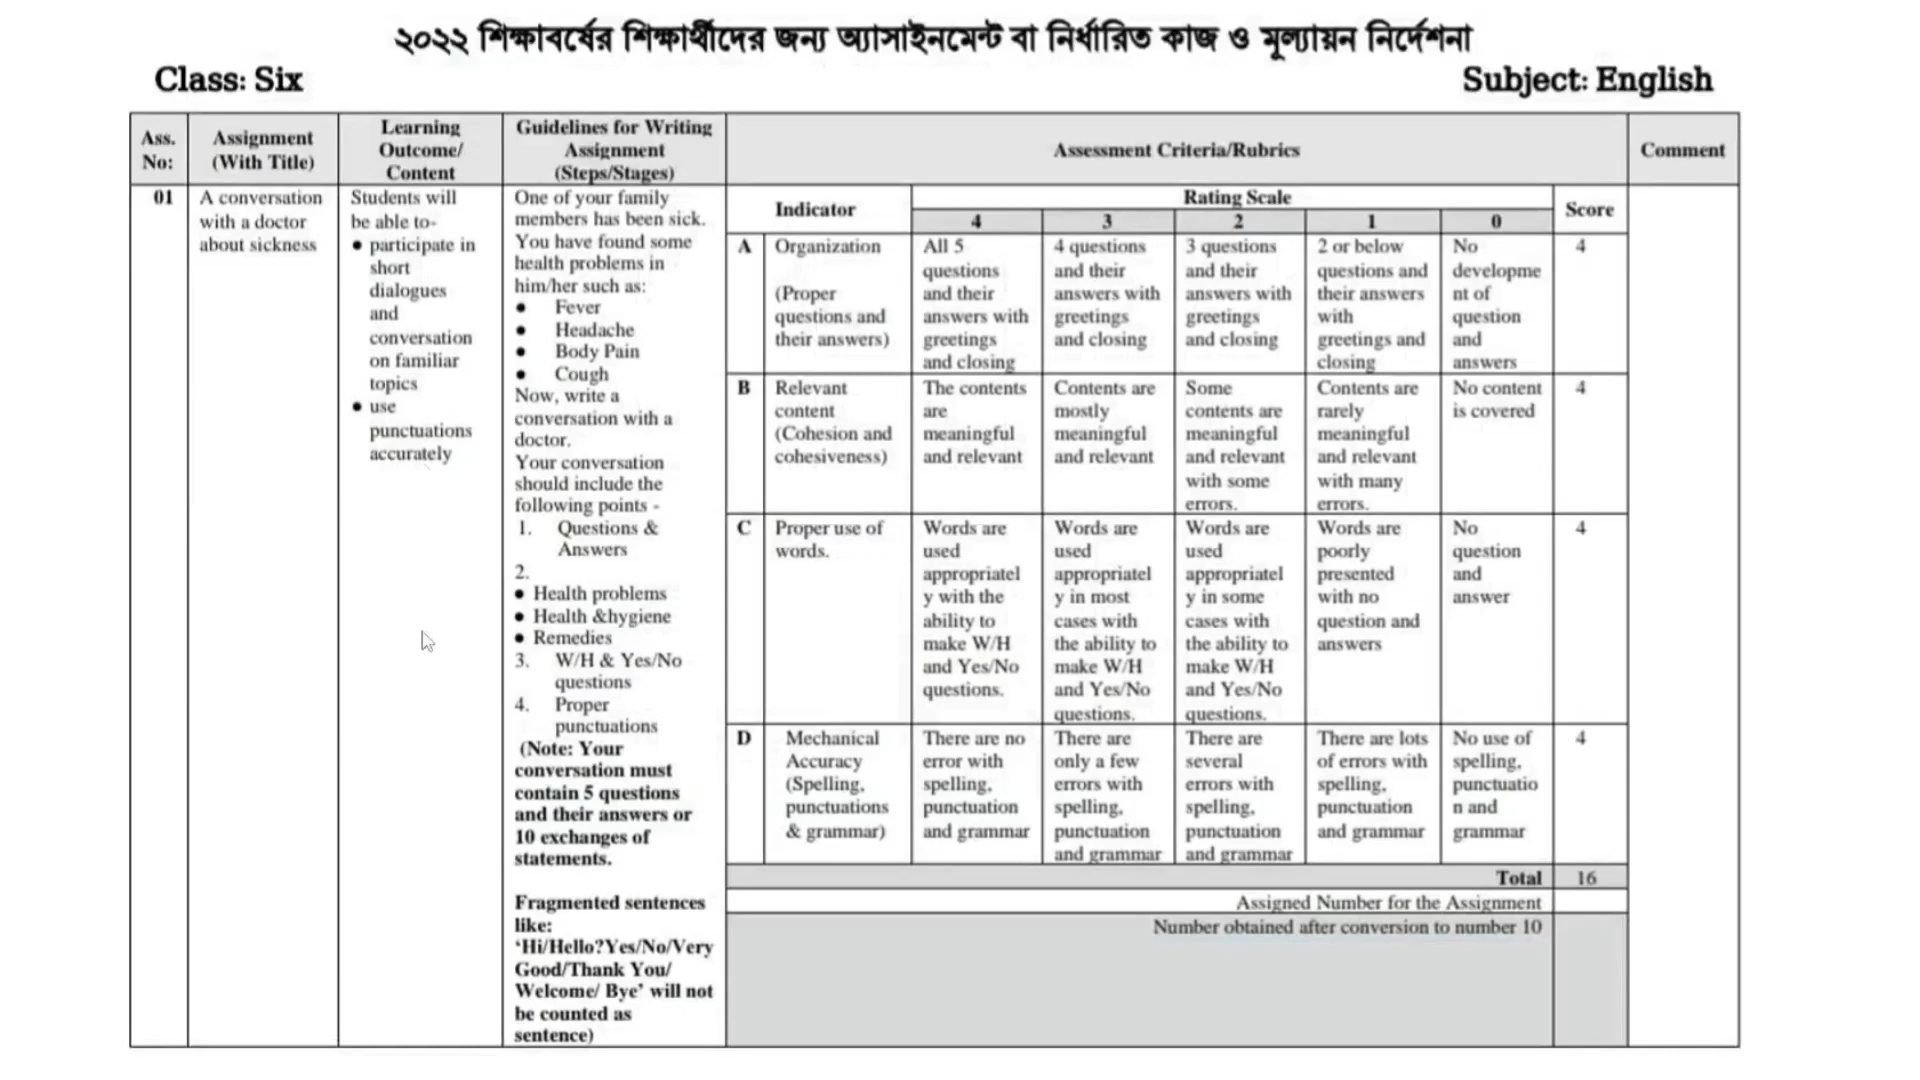 ২০২২ শিক্ষাবর্ষের শিক্ষার্থীদের জন্য অ্যাসাইনমেন্ট বা নির্ধারিত কাজ ও মূল্যায়ন নির্দেশনা
Class: Six
Subject: English
Ass.
No:
Assignment
(With Title)
Learning
Outcome/
Content
Guidelines for Writing
Assignment
(Steps/Stages)
Assessment Criteria/Rubrics
Comment
01
A conversation
with a doctor
about sickness
Students will
be able to-
● participate in
short
dialogues
and
conversation
on familiar
topics
● use
punctuations
accurately
One of your family
members has been sick.
You have found some
health problems in
him/her such as:
● Fever
● Headache
● Body Pain
● Cough
Now, write a
conversation with a
doctor.
Your conversation
should include the
following points -
1. Questions &
Answers
2.
● Health problems
● Health &hygiene
● Remedies
3. W/H & Yes/No
questions
4. Proper
punctuations
(Note: Your
conversation must
contain 5 questions
and their answers or
10 exchanges of
statements.
Fragmented sentences
like:
‘Hi/Hello?Yes/No/Very
Good/Thank You/
Welcome/ Bye’ will not
be counted as
sentence)
Indicator
Rating Scale
Score
4
3
2
1
0
A
Organization
(Proper
questions and
their answers)
All 5
questions
and their
answers with
greetings
and closing
4 questions
and their
answers with
greetings
and closing
3 questions
and their
answers with
greetings
and closing
2 or below
questions and
their answers
with
greetings and
closing
No
developme
nt of
question
and
answers
4
B
Relevant
content
(Cohesion and
cohesiveness)
The contents
are
meaningful
and relevant
Contents are
mostly
meaningful
and relevant
Some
contents are
meaningful
and relevant
with some
errors.
Contents are
rarely
meaningful
and relevant
with many
errors.
No content
is covered
4
C
Proper use of
words.
Words are
used
appropriatel
y with the
ability to
make W/H
and Yes/No
questions.
Words are
used
appropriatel
y in most
cases with
the ability to
make W/H
and Yes/No
questions.
Words are
used
appropriatel
y in some
cases with
the ability to
make W/H
and Yes/No
questions.
Words are
poorly
presented
with no
question and
answers
No
question
and
answer
4
D
Mechanical
Accuracy
(Spelling,
punctuations
& grammar)
There are no
error with
spelling,
punctuation
and grammar
There are
only a few
errors with
spelling,
punctuation
and grammar
There are
several
errors with
spelling,
punctuation
and grammar
There are lots
of errors with
spelling,
punctuation
and grammar
No use of
spelling,
punctuatio
n and
grammar
4
Total
16
Assigned Number for the Assignment
Number obtained after conversion to number 10